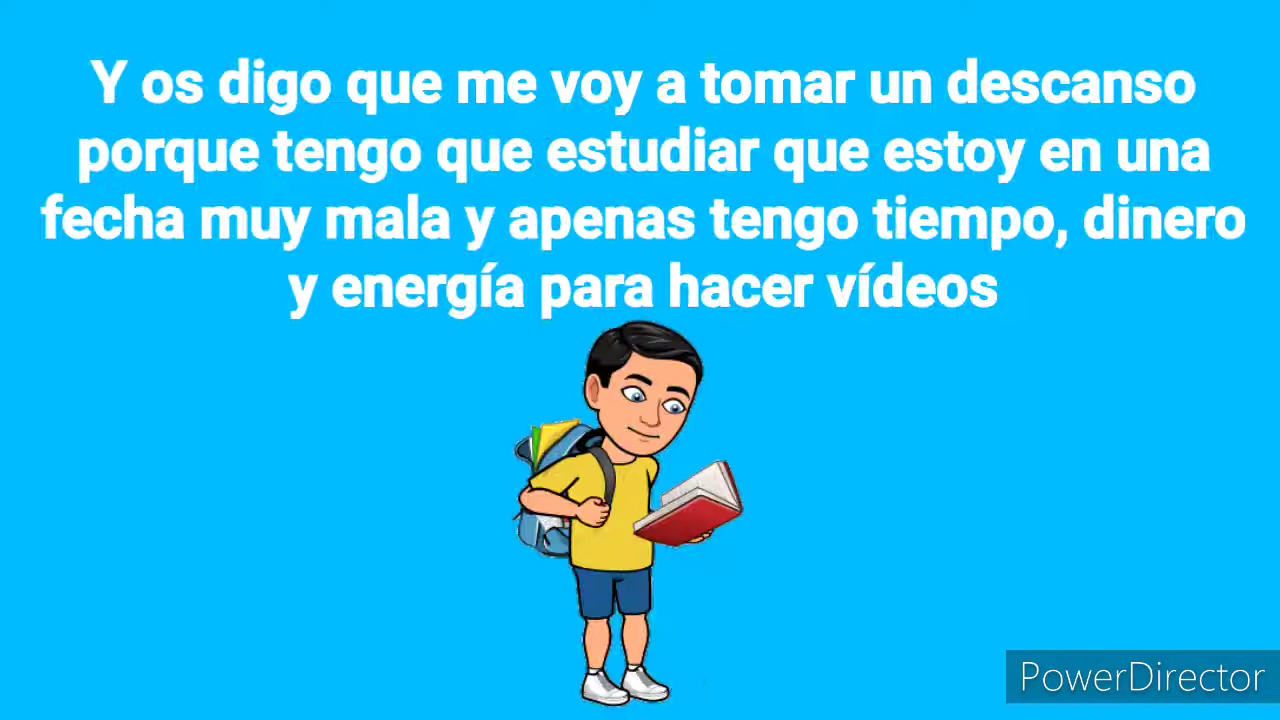 Y os digo que me voy a tomar un descanso
porque tengo que estudiar que estoy en una
fecha muy mala y apenas tengo tiempo, dinero
y energía para hacer vídeos
PowerDirector